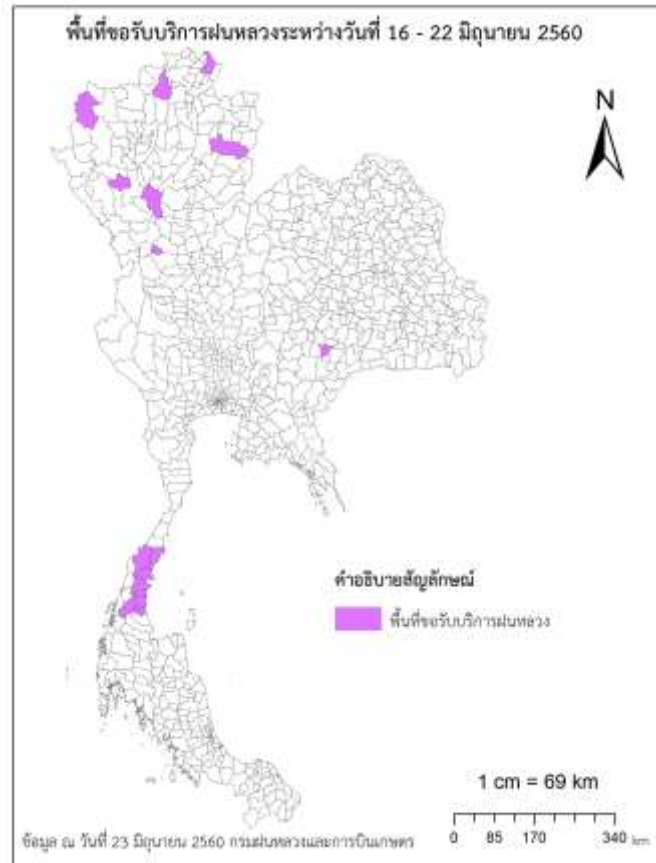 พื้นที่ขอรับบริการฝนหลวงระหว่างวันที่ 16 - 22 มิถุนายน 2560
N
คำอธิบายสัญลักษณ์
พื้นที่ขอรับบริการฝนหลวง
1 cm = 69 km
0 85 170 340 km
ข้อมูล ณ วันที่ 23 มิถุนายน 2560 กรมฝนหลวงและการบินเกษตร